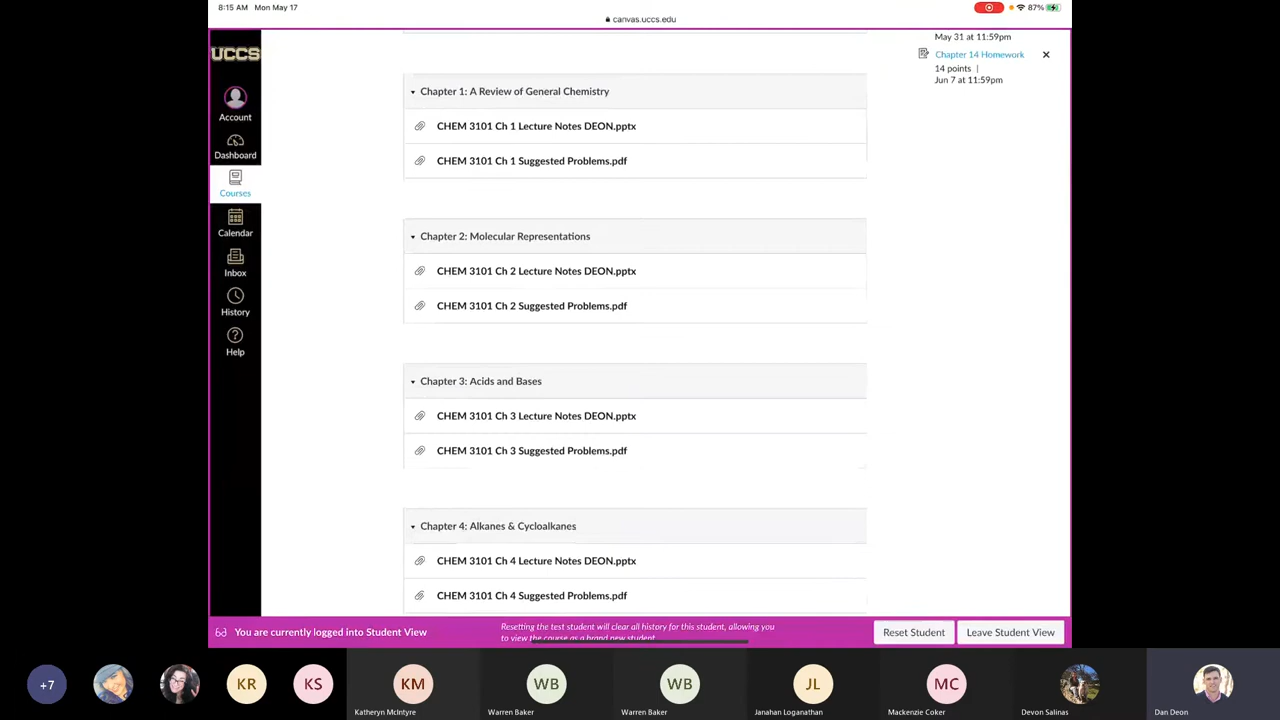 8:15 AM Mon May 17
87%
canvas.uccs.edu
UCCS
Account
Dashboard
Courses
Calendar
Inbox
History
Help
May 31 at 11:59pm
Chapter 14 Homework
14 points |
Jun 7 at 11:59pm
Chapter 1: A Review of General Chemistry
CHEM 3101 Ch 1 Lecture Notes DEON.pptx
CHEM 3101 Ch 1 Suggested Problems.pdf
Chapter 2: Molecular Representations
CHEM 3101 Ch 2 Lecture Notes DEON.pptx
CHEM 3101 Ch 2 Suggested Problems.pdf
Chapter 3: Acids and Bases
CHEM 3101 Ch 3 Lecture Notes DEON.pptx
CHEM 3101 Ch 3 Suggested Problems.pdf
Chapter 4: Alkanes & Cycloalkanes
CHEM 3101 Ch 4 Lecture Notes DEON.pptx
CHEM 3101 Ch 4 Suggested Problems.pdf
You are currently logged into Student View
Resetting the test student will clear all history for this student, allowing you
to view the course as a brand new student.
Reset Student
Leave Student View
+7
KR
KS
KM
Katheryn McIntyre
WB
Warren Baker
WB
Warren Baker
JL
Janahan Loganathan
MC
Mackenzie Coker
Devon Salinas
Dan Deon